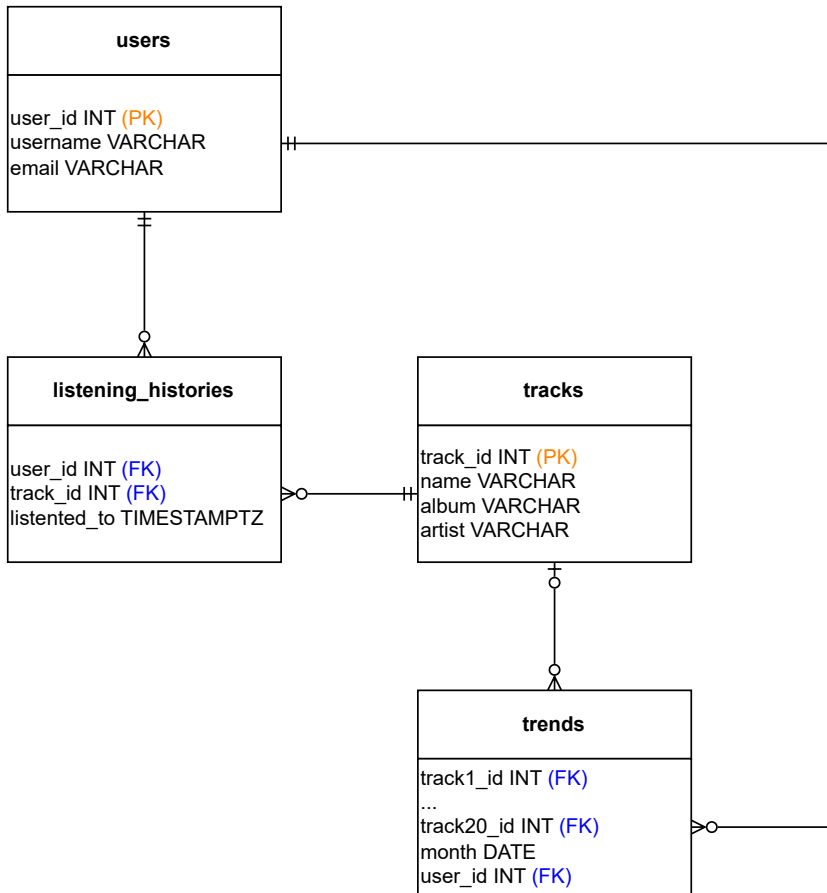 users
user_id INT (PK)
username VARCHAR
email VARCHAR
listening_histories
user_id INT (FK)
track_id INT (FK)
listented_to TIMESTAMPTZ
tracks
track_id INT (PK)
name VARCHAR
album VARCHAR
artist VARCHAR
trends
track1_id INT (FK)
...
track20_id INT (FK)
month DATE
user_id INT (FK)